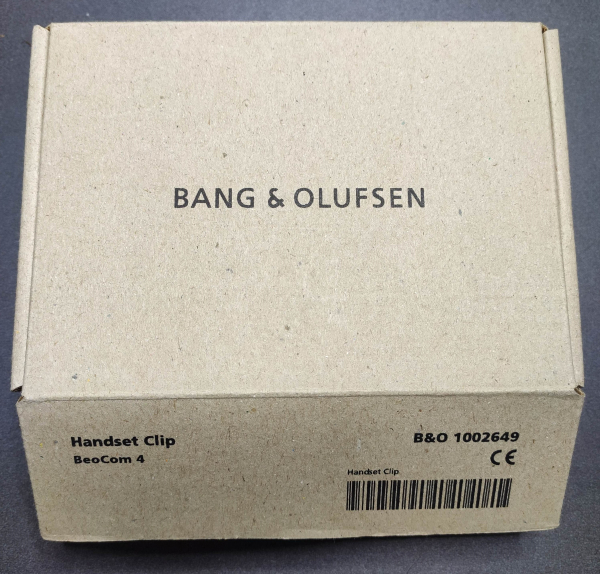 BANG & OLUFSEN
Handset Clip
BeoCom 4
B&O 1002649
CE
Handset Clip